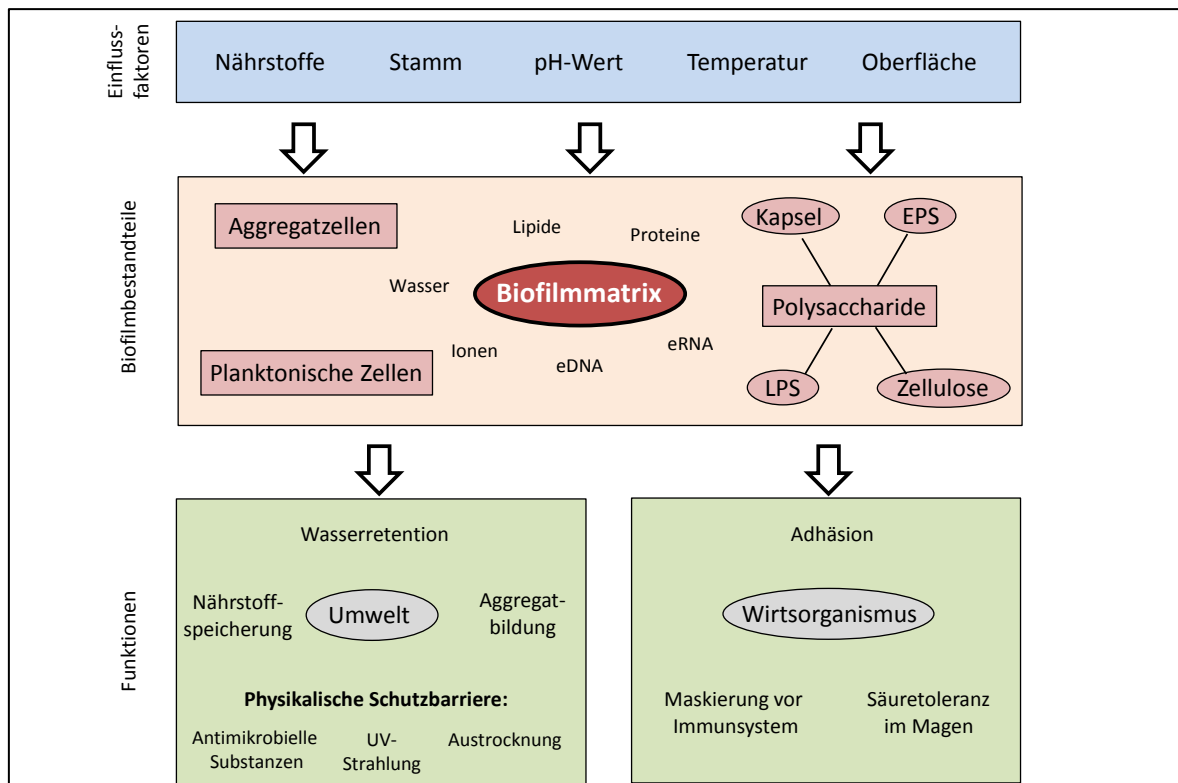 Einfluss-
faktoren
Nährstoffe
Stamm
pH-Wert
Temperatur
Oberfläche
Biofilmbestandteile
Aggregatzellen
Lipide
Proteine
Kapsel
EPS
Wasser
Biofilmmatrix
Polysaccharide
Planktonische Zellen
Ionen
eDNA
eRNA
LPS
Zellulose
Funktionen
Wasserretention
Nährstoff-
speicherung
Umwelt
Aggregat-
bildung
Physikalische Schutzbarriere:
Antimikrobielle
Substanzen
UV-
Strahlung
Austrocknung
Adhäsion
Wirtsorganismus
Maskierung vor
Immunsystem
Säuretoleranz
im Magen